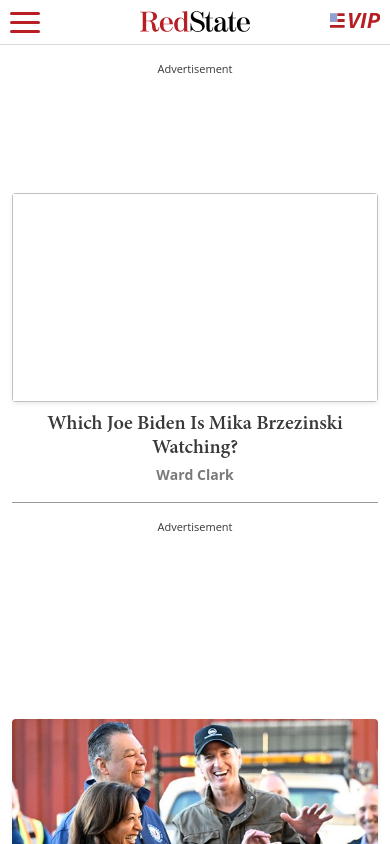 RedState
VIP
Advertisement
Which Joe Biden Is Mika Brzezinski
Watching?
Ward Clark
Advertisement